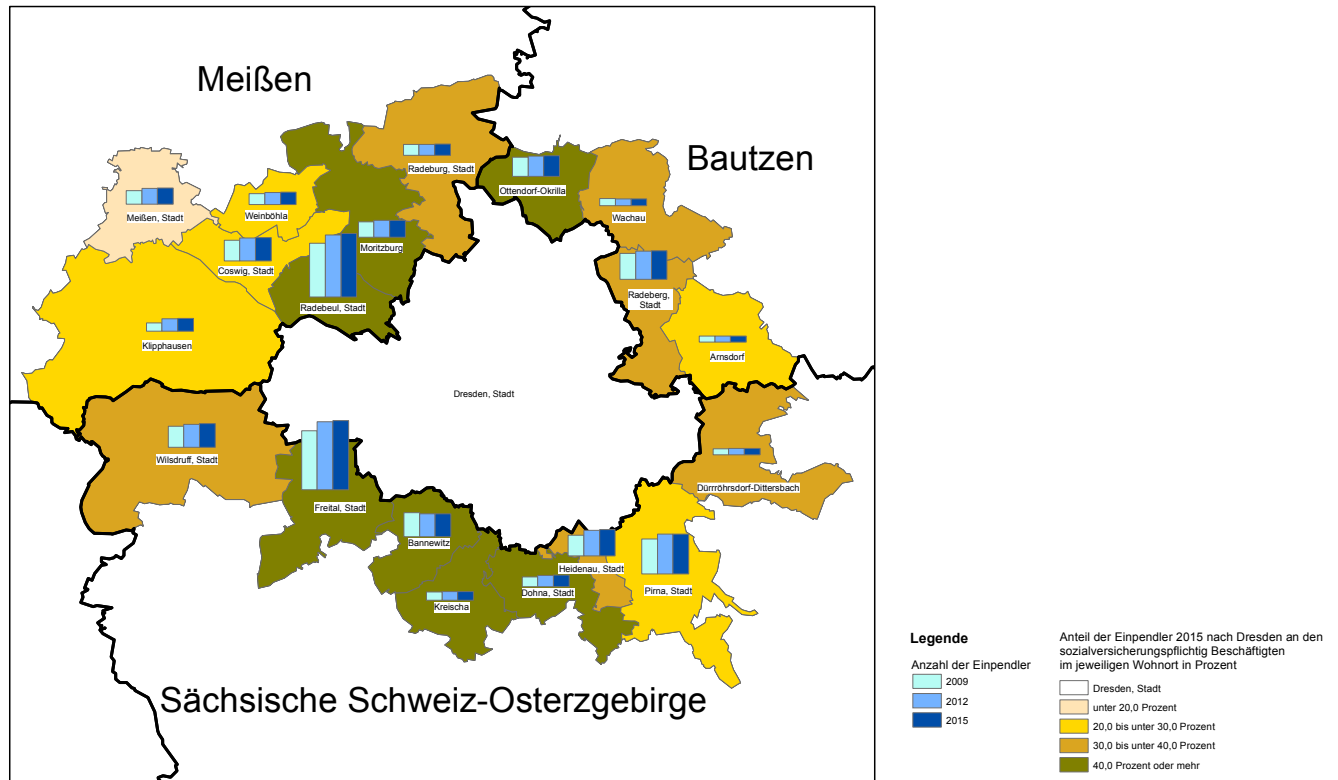 Meißen
Bautzen
Radeburg, Stadt
Ottendorf-Okrilla
Wachau
Meißen, Stadt
Weinböhla
Moritzburg
Coswig, Stadt
Radebeul, Stadt
Radeberg,
Stadt
Klipphausen
Arnsdorf
Dresden, Stadt
Wilsdruff, Stadt
Dürrröhrsdorf-Dittersbach
Freital, Stadt
Bannewitz
Heidenau, Stadt
Pirna, Stadt
Dohna, Stadt
Kreischa
Sächsische Schweiz-Osterzgebirge
Legende
Anzahl der Einpendler
2009
2012
2015
Anteil der Einpendler 2015 nach Dresden an den
sozialversicherungspflichtig Beschäftigten
im jeweiligen Wohnort in Prozent
Dresden, Stadt
unter 20,0 Prozent
20,0 bis unter 30,0 Prozent
30,0 bis unter 40,0 Prozent
40,0 Prozent oder mehr